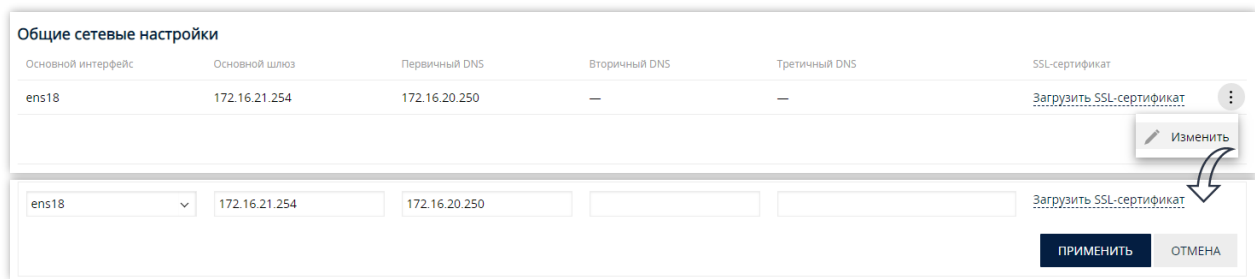 Общие сетевые настройки
Основной интерфейс Основной шлюз Первичный DNS Вторичный DNS Третичный DNS SSL-сертификат
ens18 172.16.21.254 172.16.20.250 — — Загрузить SSL-сертификат
Изменить
ens18 172.16.21.254 172.16.20.250 Загрузить SSL-сертификат
ПРИМЕНИТЬ ОТМЕНА